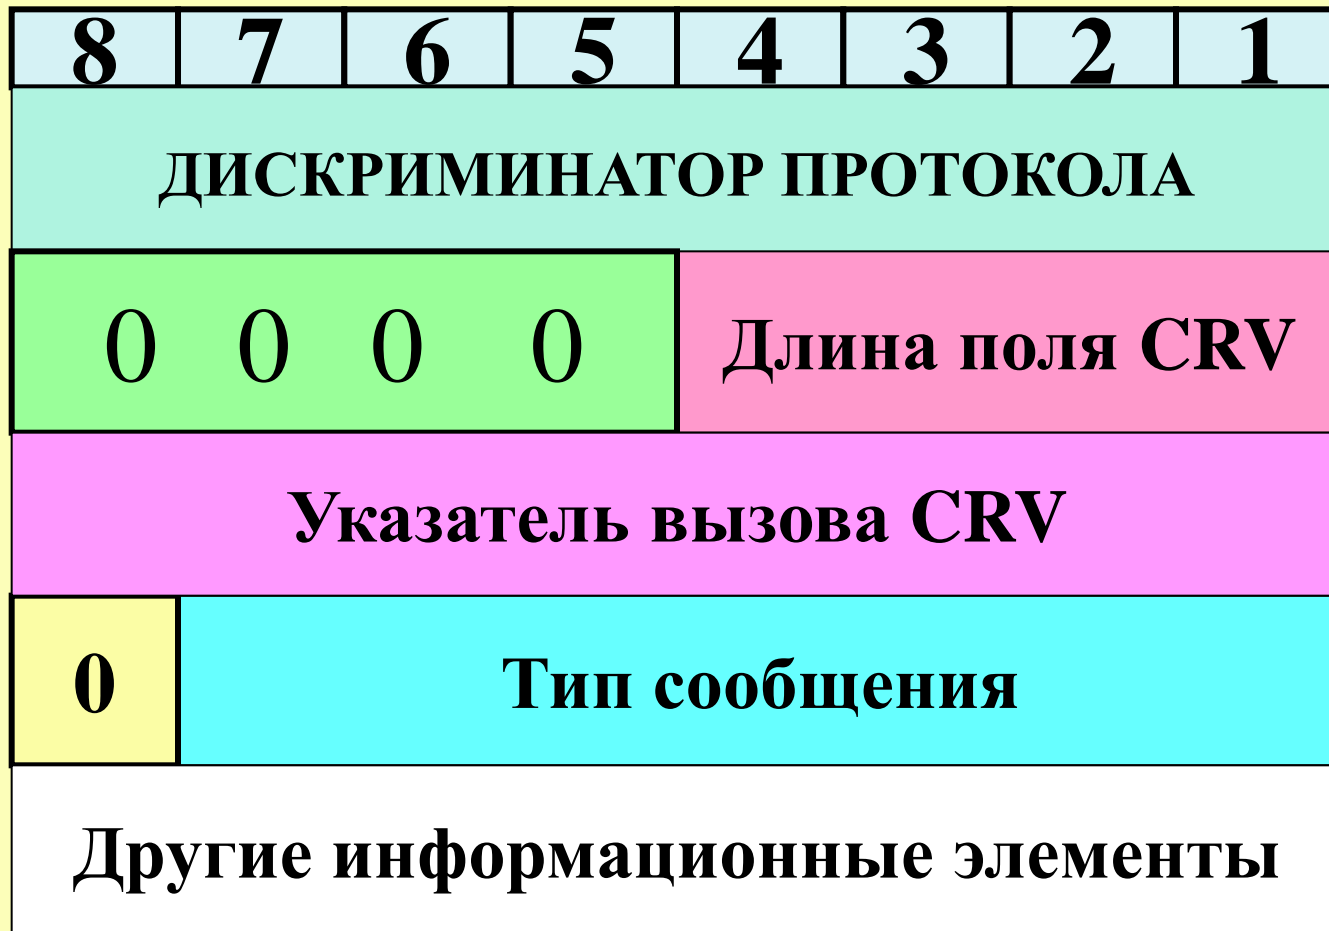 8 7 6 5 4 3 2 1
ДИСКРИМИНАТОР ПРОТОКОЛА
0 0 0 0 Длина поля CRV
Указатель вызова CRV
0 Тип сообщения
Другие информационные элементы